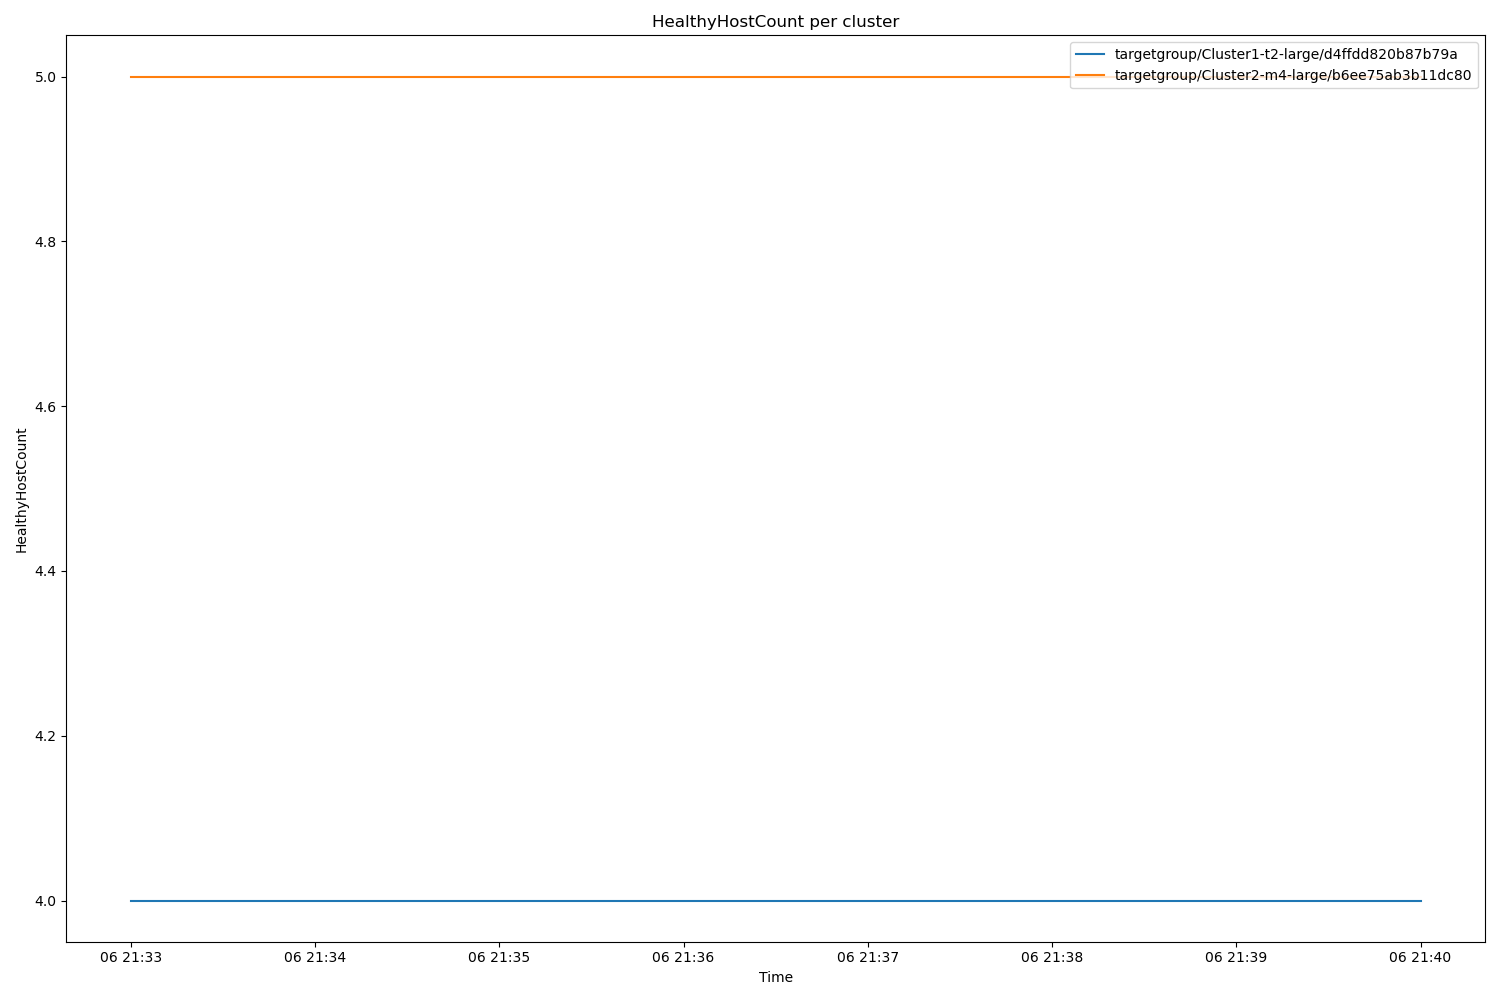 HealthyHostCount per cluster
targetgroup/Cluster1-t2-large/d4ffdd820b87b79a
targetgroup/Cluster2-m4-large/b6ee75ab3b11dc80
5.0
4.8
4.6
4.4
4.2
4.0
HealthyHostCount
06 21:33
06 21:34
06 21:35
06 21:36
06 21:37
06 21:38
06 21:39
06 21:40
Time